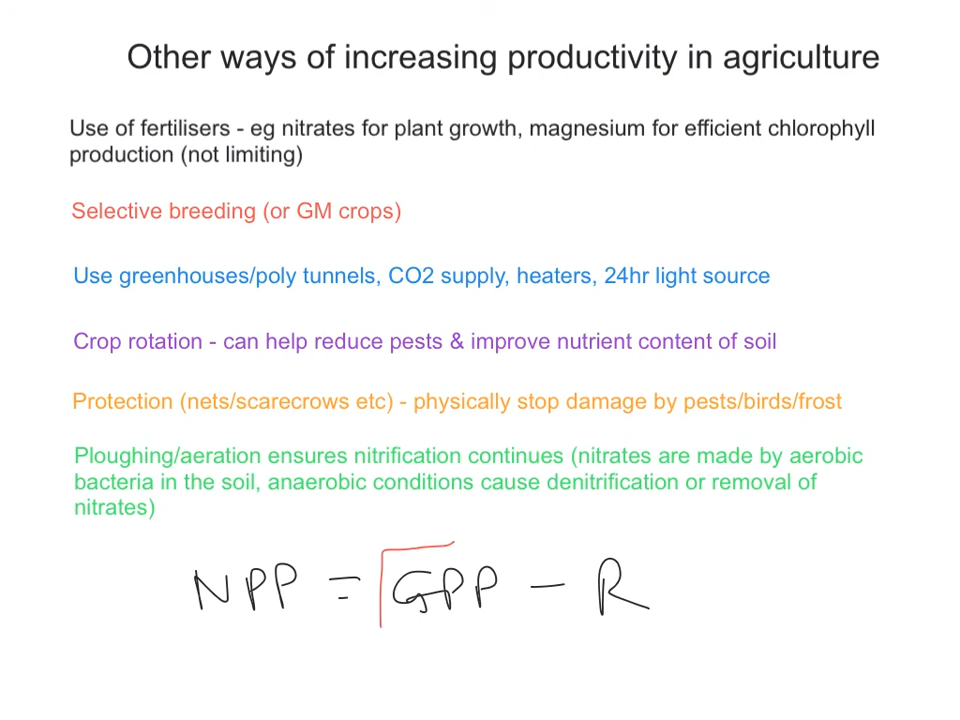 Other ways of increasing productivity in agriculture
Use of fertilisers - eg nitrates for plant growth, magnesium for efficient chlorophyll
production (not limiting)
Selective breeding (or GM crops)
Use greenhouses/poly tunnels, CO2 supply, heaters, 24hr light source
Crop rotation - can help reduce pests & improve nutrient content of soil
Protection (nets/scarecrows etc) - physically stop damage by pests/birds/frost
Ploughing/aeration ensures nitrification continues (nitrates are made by aerobic
bacteria in the soil, anaerobic conditions cause denitrification or removal of
nitrates)
NPP = GPP - R